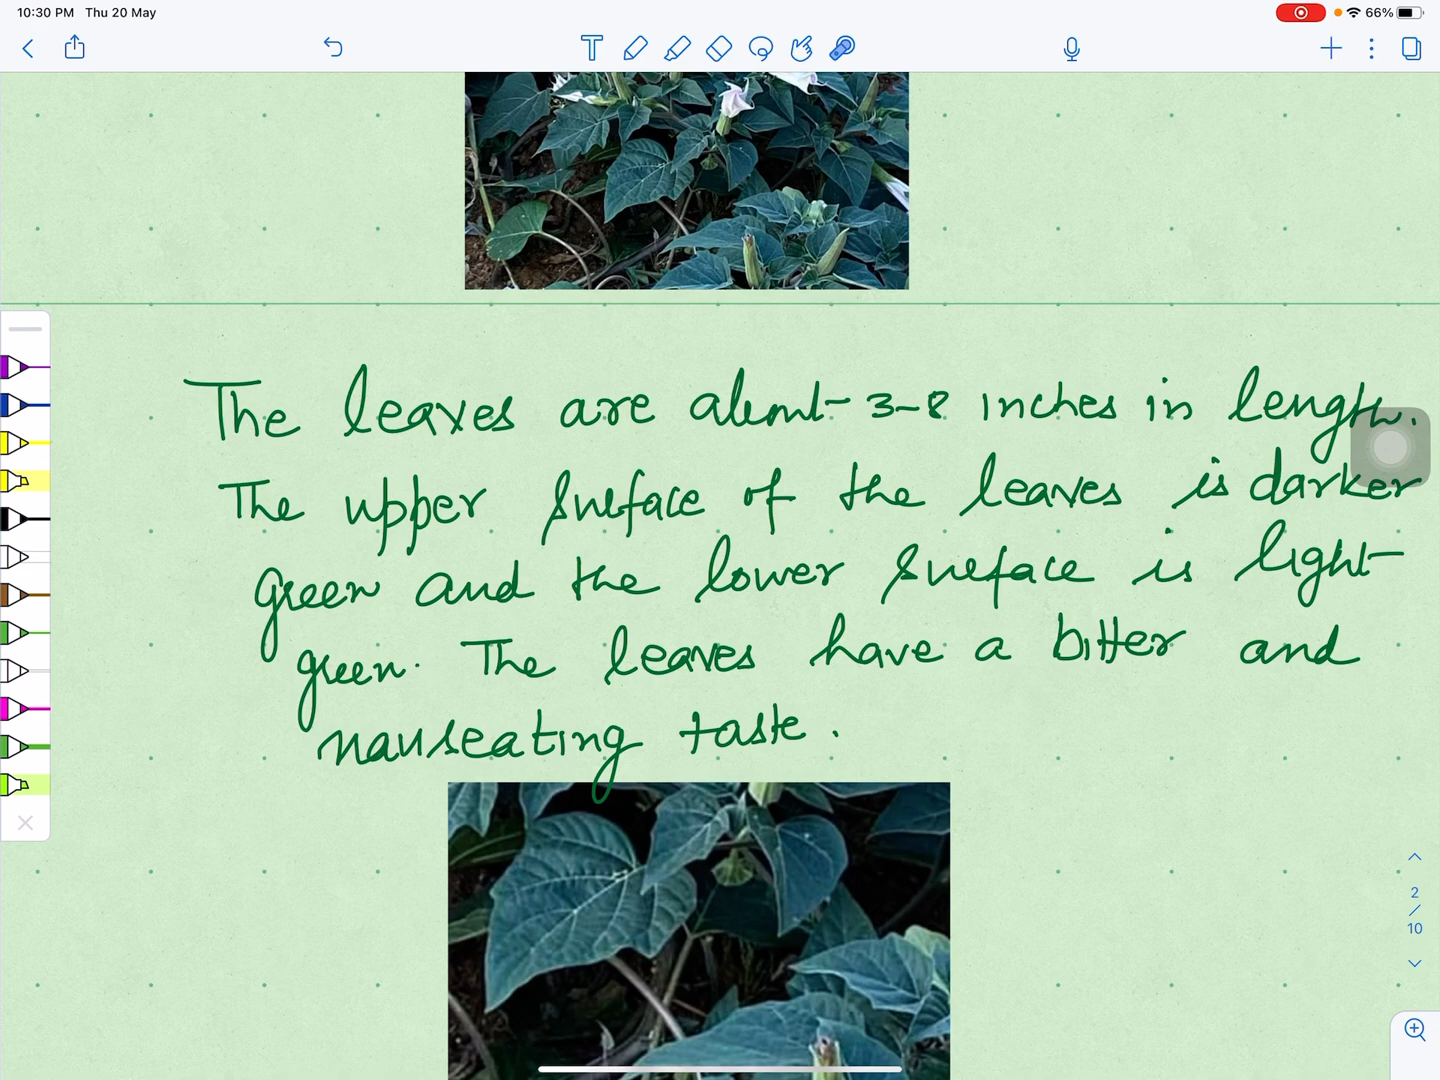 10:30 PM Thu 20 May
66%
The leaves are about 3-8 inches in length.
The upper surface of the leaves is darker
green and the lower surface is light
green. The leaves have a bitter and
nauseating taste.
2
/
10